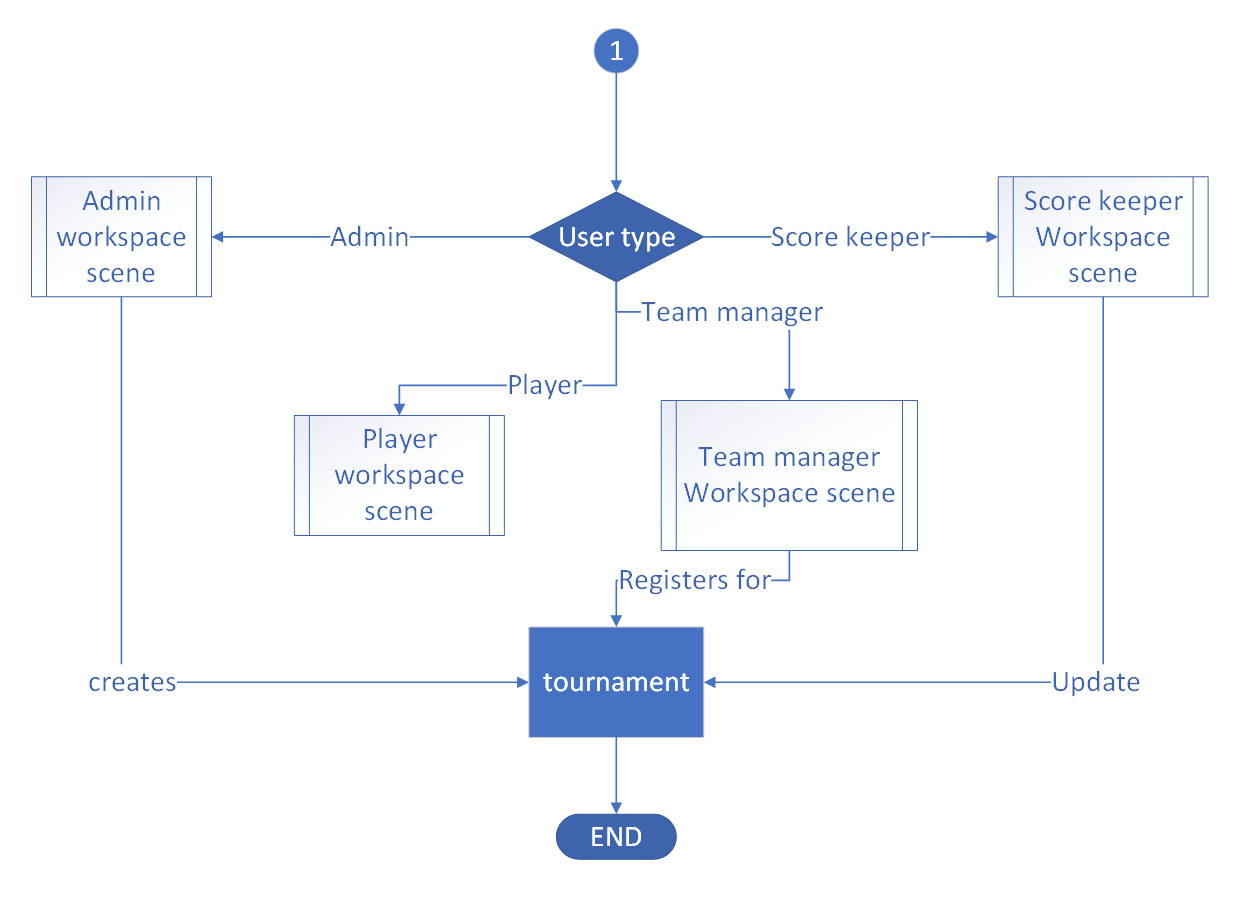 1
Admin
workspace
scene
Admin
User type
Score keeper
Score keeper
Workspace
scene
Team manager
Player
Player
workspace
scene
Team manager
Workspace scene
Registers for
creates
tournament
Update
END